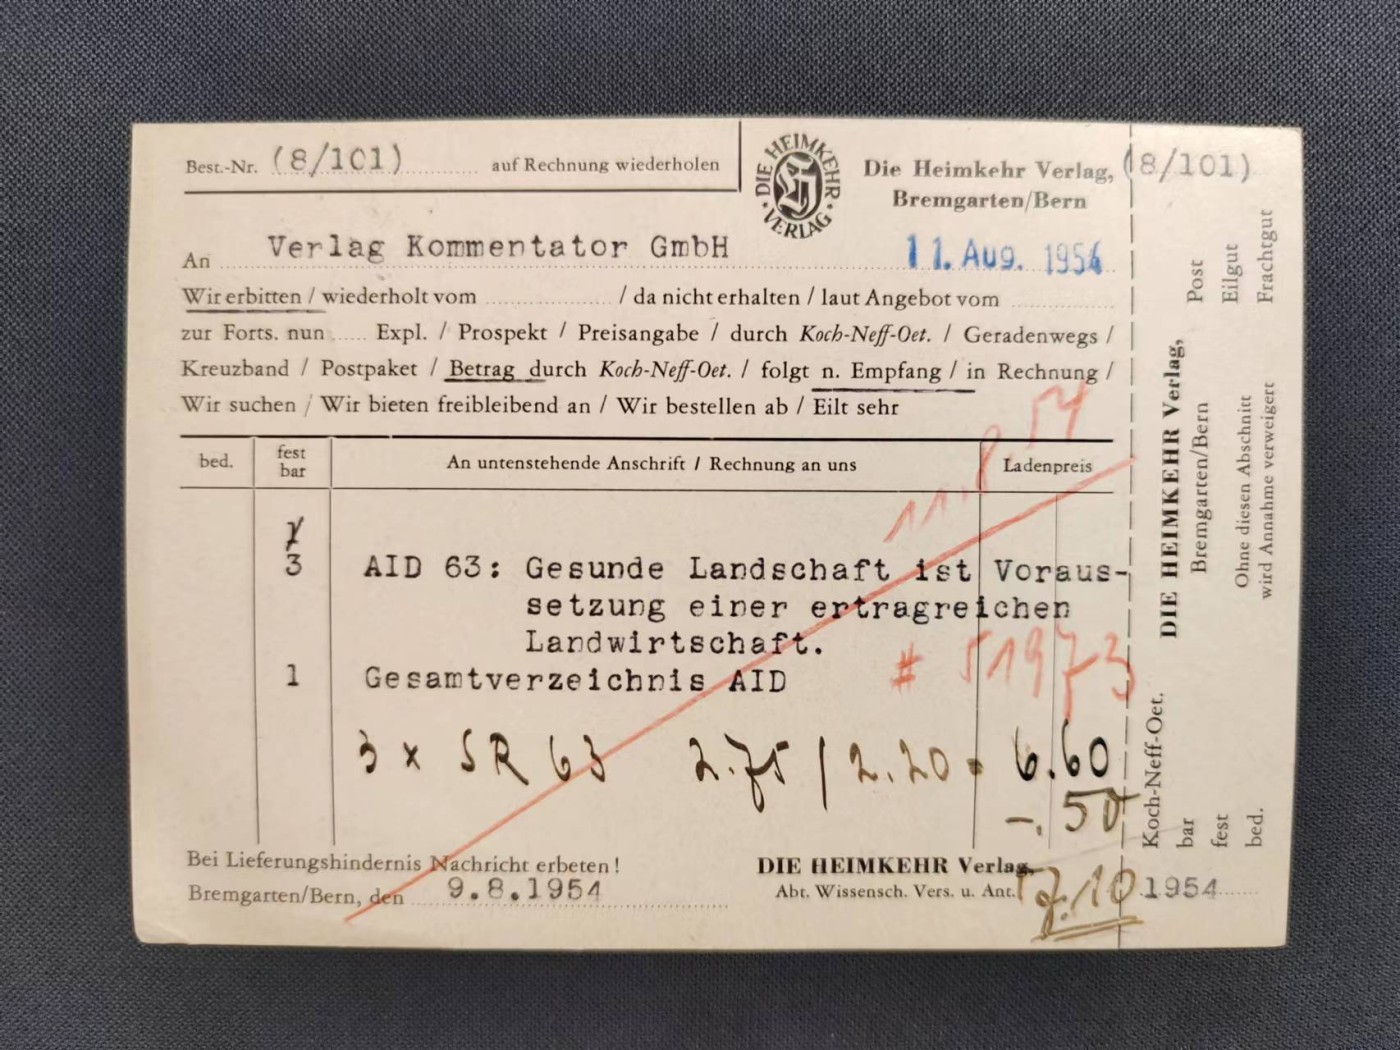 Best.-Nr. (8/101) auf Rechnung wiederholen
DIE HEIMKEHR · VERLAG ·
Die Heimkehr Verlag,
Bremgarten/Bern
(8/101)
An Verlag Kommentator GmbH
11. Aug. 1954
Wir erbitten / wiederholt vom / da nicht erhalten / laut Angebot vom
zur Forts. nun Expl. / Prospekt / Preisangabe / durch Koch-Neff-Oet. / Geradenwegs /
Kreuzband / Postpaket / Betrag durch Koch-Neff-Oet. / folgt n. Empfang / in Rechnung /
Wir suchen / Wir bieten freibleibend an / Wir bestellen ab / Eilt sehr
11.8.54
bed.
fest
bar
An untenstehende Anschrift / Rechnung an uns
Ladenpreis
3 AID 63: Gesunde Landschaft ist Voraus-
setzung einer ertragreichen
Landwirtschaft.
1 Gesamtverzeichnis AID
# 51973
3 x SR 63 2.75 / 2.20 = 6.60
-.50
7.10
Bei Lieferungshindernis Nachricht erbeten!
Bremgarten/Bern, den 9.8.1954
DIE HEIMKEHR Verlag,
Abt. Wissensch. Vers. u. Ant.
1954
Post
Eilgut
Frachtgut
DIE HEIMKEHR Verlag,
Bremgarten/Bern
Ohne diesen Abschnitt
wird Annahme verweigert
Koch-Neff-Oet.
bar
fest
bed.